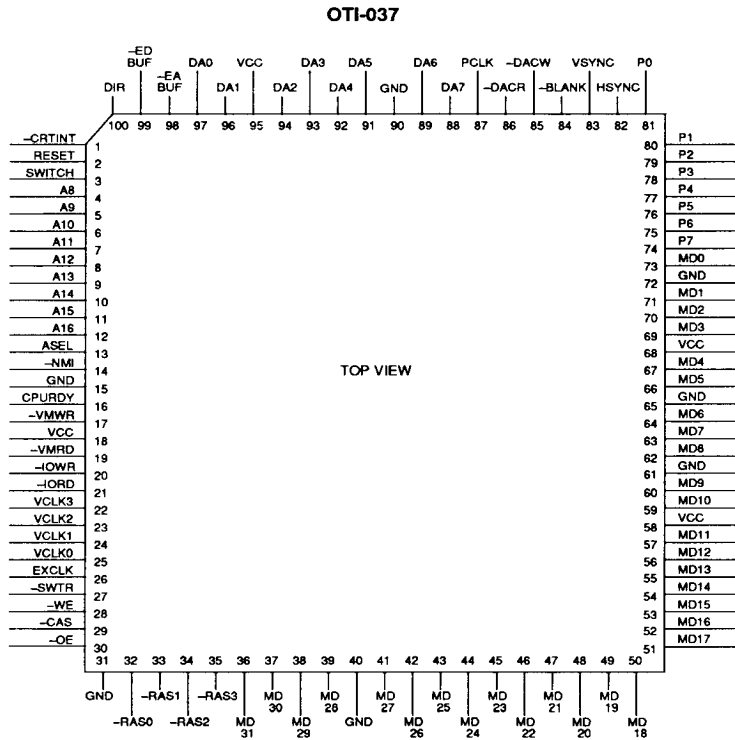 OTI-037
–ED BUF DA0 VCC DA3 DA5 DA6 PCLK –DACW VSYNC P0
DIR –EA BUF DA1 DA2 DA4 GND DA7 –DACR –BLANK HSYNC
100 99 98 97 96 95 94 93 92 91 90 89 88 87 86 85 84 83 82 81
–CRTINT 1 80 P1
RESET 2 79 P2
SWITCH 3 78 P3
A8 4 77 P4
A9 5 76 P5
A10 6 75 P6
A11 7 74 P7
A12 8 73 MD0
A13 9 72 GND
A14 10 71 MD1
A15 11 70 MD2
A16 12 69 MD3
ASEL 13 68 VCC
–NMI 14 67 MD4
TOP VIEW
GND 15 66 MD5
CPURDY 16 65 GND
–VMWR 17 64 MD6
VCC 18 63 MD7
–VMRD 19 62 MD8
–IOWR 20 61 GND
–IORD 21 60 MD9
VCLK3 22 59 MD10
VCLK2 23 58 VCC
VCLK1 24 57 MD11
VCLK0 25 56 MD12
EXCLK 26 55 MD13
–SWTR 27 54 MD14
–WE 28 53 MD15
–CAS 29 52 MD16
–OE 30 51 MD17
31 32 33 34 35 36 37 38 39 40 41 42 43 44 45 46 47 48 49 50
GND –RAS1 –RAS3 MD 30 MD 28 MD 27 MD 25 MD 23 MD 21 MD 19
–RAS0 –RAS2 MD 31 MD 29 GND MD 26 MD 24 MD 22 MD 20 MD 18